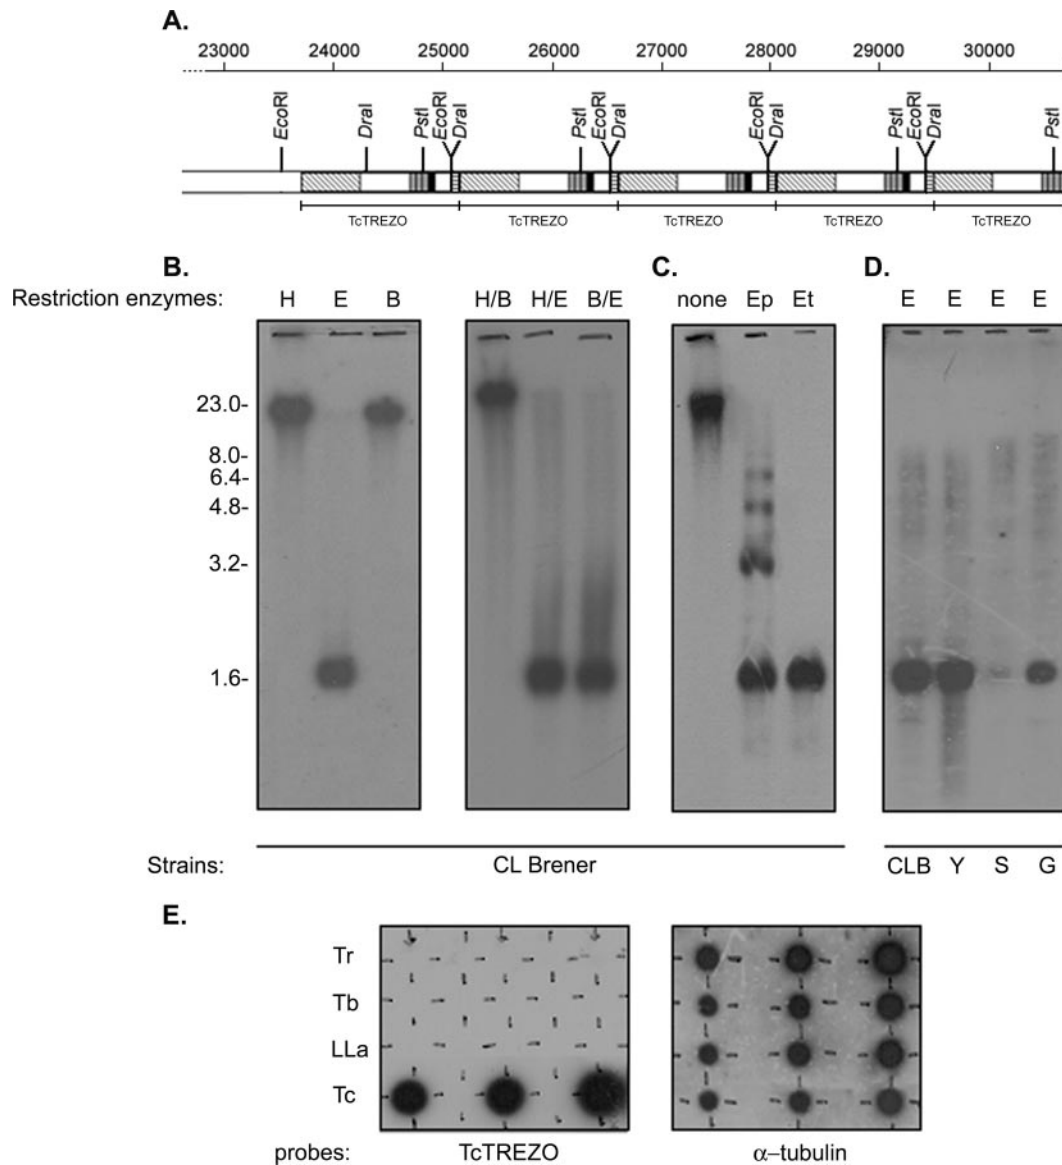 A.
23000 24000 25000 26000 27000 28000 29000 30000
EcoRI DraI PstI EcoRI DraI PstI EcoRI DraI EcoRI DraI PstI EcoRI DraI PstI
TcTREZO TcTREZO TcTREZO TcTREZO TcTREZO
B. C. D.
Restriction enzymes: H E B H/B H/E B/E none Ep Et E E E E
23.0-
8.0-
6.4-
4.8-
3.2-
1.6-
Strains: CL Brener CLB Y S G
E.
Tr
Tb
LLa
Tc
probes: TcTREZO α–tubulin